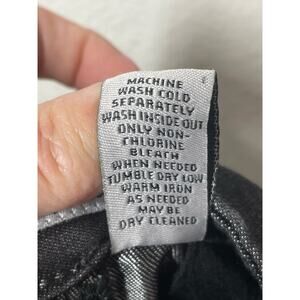 MACHINE
WASH COLD
SEPARATELY
WASH INSIDE OUT
ONLY NON-
CHLORINE
BLEACH
WHEN NEEDED
TUMBLE DRY LOW
WARM IRON
AS NEEDED
MAY BE
DRY CLEANED